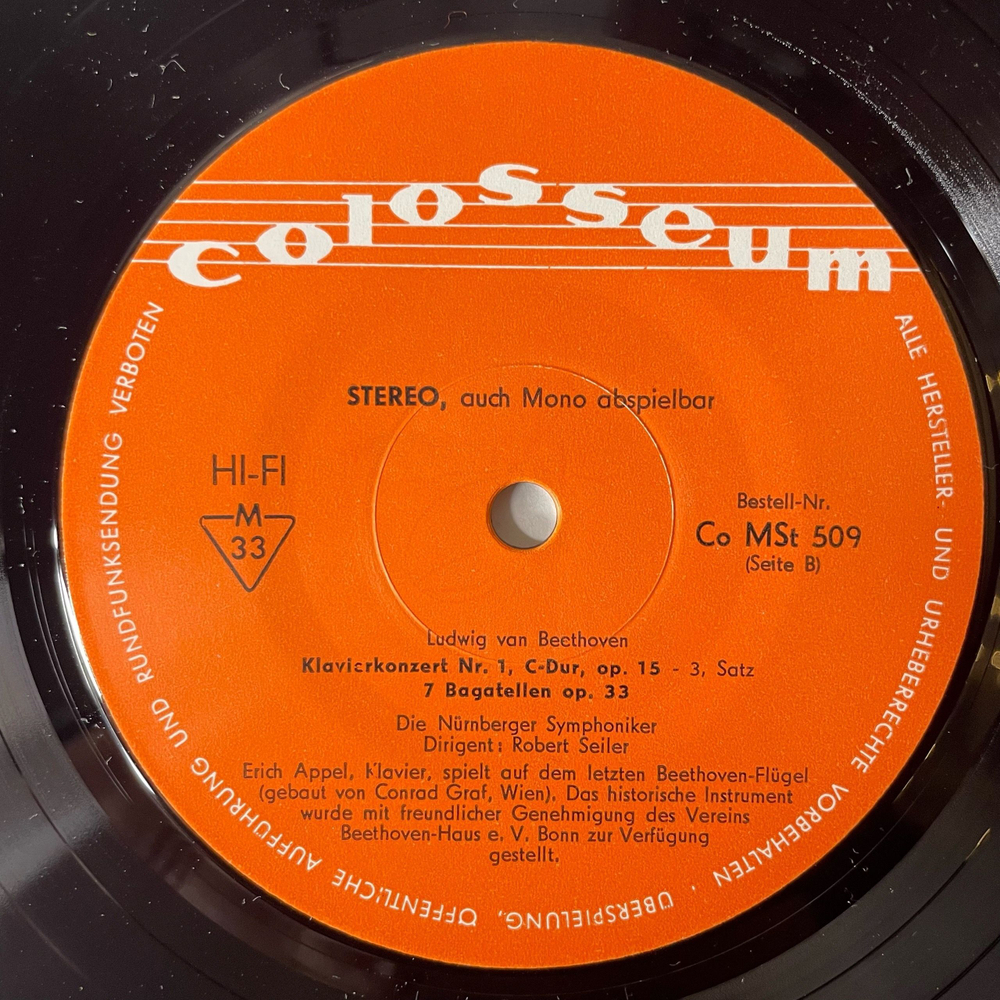 colosseum
STEREO, auch Mono abspielbar
HI-FI
M
33
Bestell-Nr.
Co MSt 509
(Seite B)
Ludwig van Beethoven
Klavierkonzert Nr. 1, C-Dur, op. 15 - 3, Satz
7 Bagatellen op. 33
Die Nürnberger Symphoniker
Dirigent: Robert Seiler
Erich Appel, Klavier, spielt auf dem letzten Beethoven-Flügel
(gebaut von Conrad Graf, Wien). Das historische Instrument
wurde mit freundlicher Genehmigung des Vereins
Beethoven-Haus e. V. Bonn zur Verfügung
gestellt.
ALLE HERSTELLER- UND URHEBERRECHTE VORBEHALTEN · ÜBERSPIELUNG, ÖFFENTLICHE AUFFÜHRUNG UND RUNDFUNKSENDUNG VERBOTEN